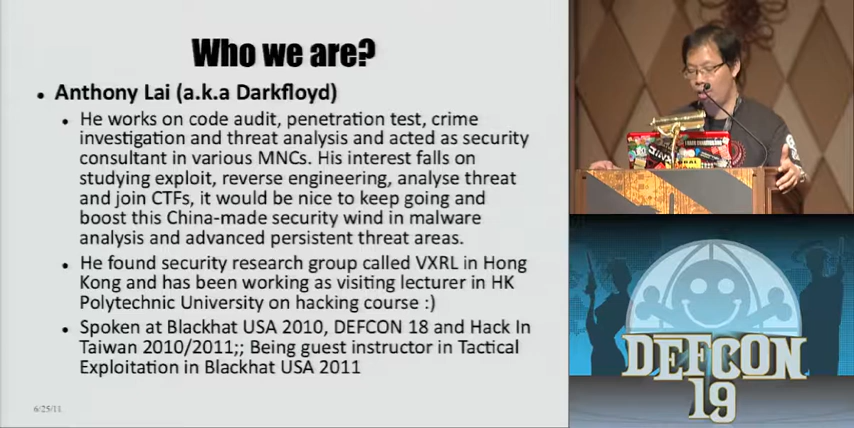 Who we are?
• Anthony Lai (a.k.a Darkfloyd)
• He works on code audit, penetration test, crime
investigation and threat analysis and acted as security
consultant in various MNCs. His interest falls on
studying exploit, reverse engineering, analyse threat
and join CTFs, it would be nice to keep going and
boost this China-made security wind in malware
analysis and advanced persistent threat areas.
• He found security research group called VXRL in Hong
Kong and has been working as visiting lecturer in HK
Polytechnic University on hacking course :)
• Spoken at Blackhat USA 2010, DEFCON 18 and Hack In
Taiwan 2010/2011;; Being guest instructor in Tactical
Exploitation in Blackhat USA 2011
6/25/11
DEFCON
19